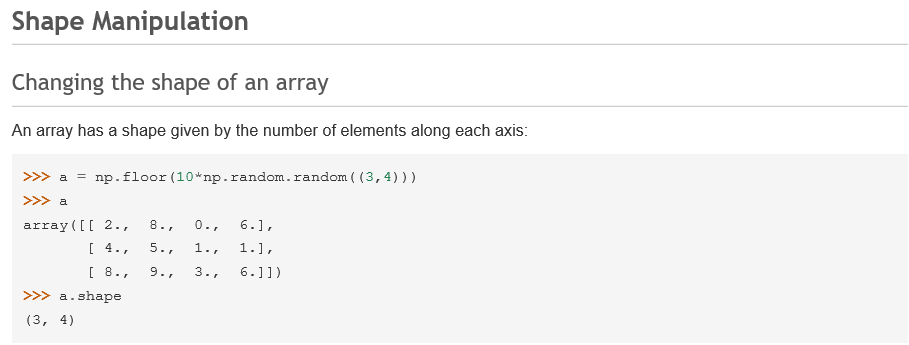 Shape Manipulation
Changing the shape of an array
An array has a shape given by the number of elements along each axis:
>>> a = np.floor(10*np.random.random((3,4)))
>>> a
array([[ 2.,  8.,  0.,  6.],
       [ 4.,  5.,  1.,  1.],
       [ 8.,  9.,  3.,  6.]])
>>> a.shape
(3, 4)